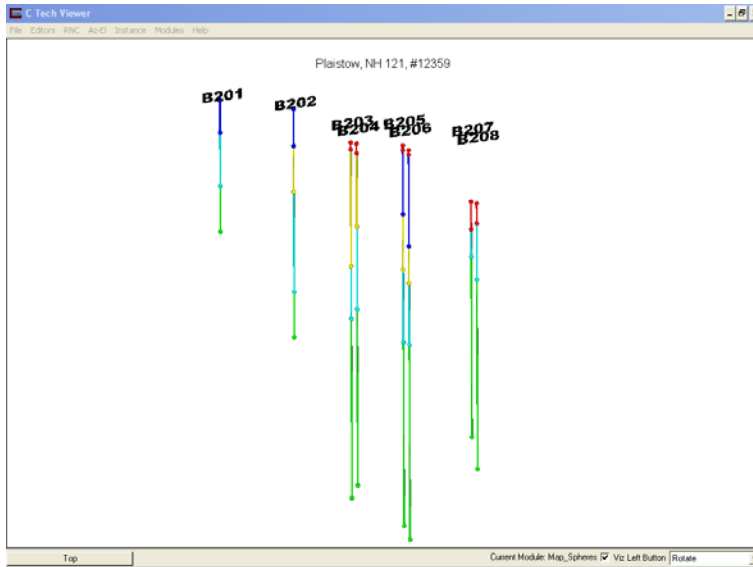 C Tech Viewer
File Editors RNC Az-El Instance Modules Help
Plaistow, NH 121, #12359
B201
B202
B203
B204
B205
B206
B207
B208
Top
Current Module: Map_Spheres Viz Left Button Rotate